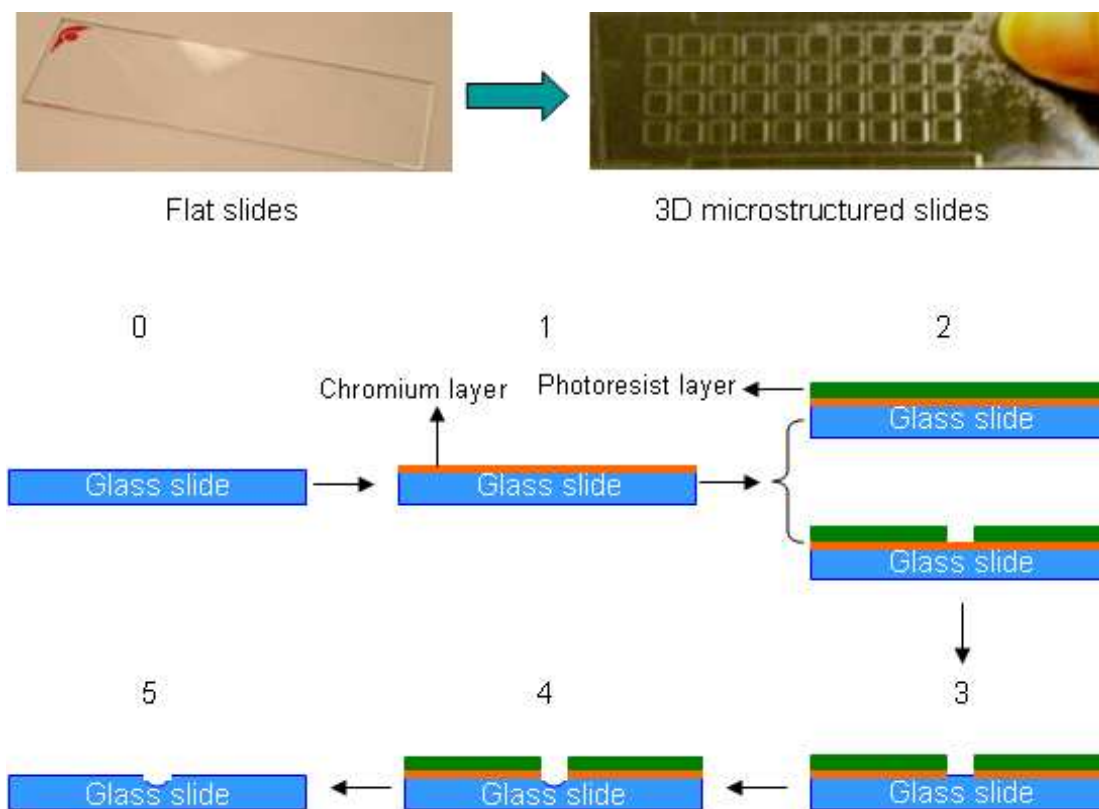 Flat slides
3D microstructured slides
0
1
2
Chromium layer
Photoresist layer
Glass slide
Glass slide
Glass slide
Glass slide
5
4
3
Glass slide
Glass slide
Glass slide